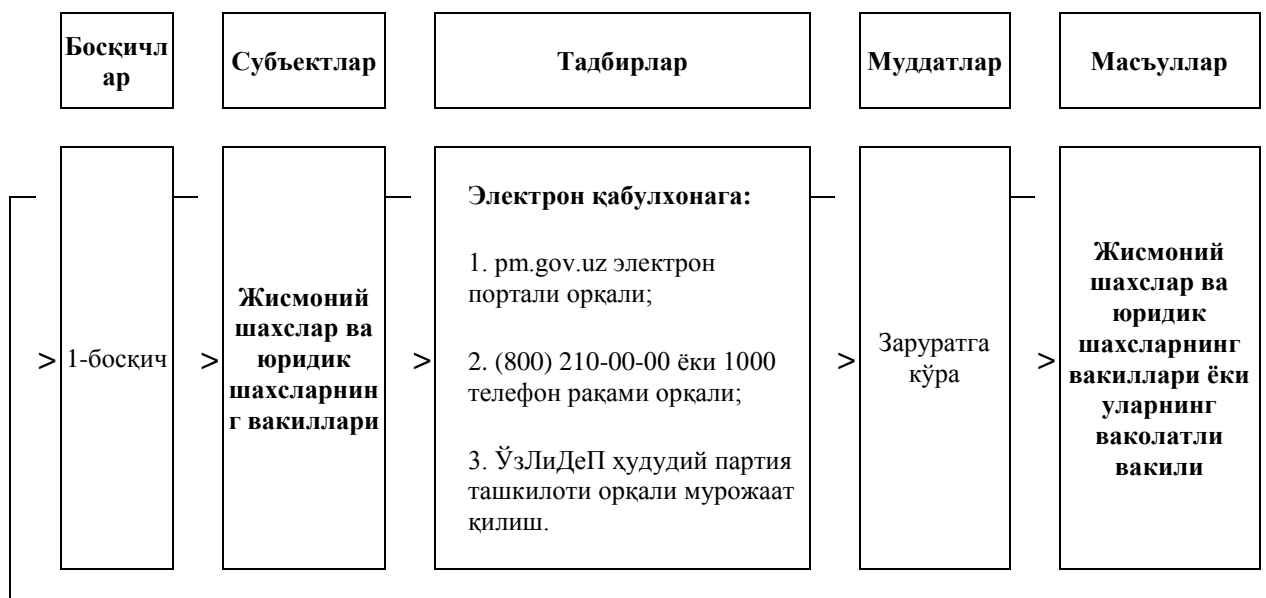 Босқичл
ар
Субъектлар
Тадбирлар
Муддатлар
Масъуллар
> 1-босқич
>
Жисмоний
шахслар ва
юридик
шахсларнин
г вакиллари
>
Электрон қабулхонага:
1. pm.gov.uz электрон
портали орқали;
2. (800) 210-00-00 ёки 1000
телефон рақами орқали;
3. ЎзЛиДеП ҳудудий партия
ташкилоти орқали мурожаат
қилиш.
>
Заруратга
кўра
>
Жисмоний
шахслар ва
юридик
шахсларнинг
вакиллари ёки
уларнинг
ваколатли
вакили